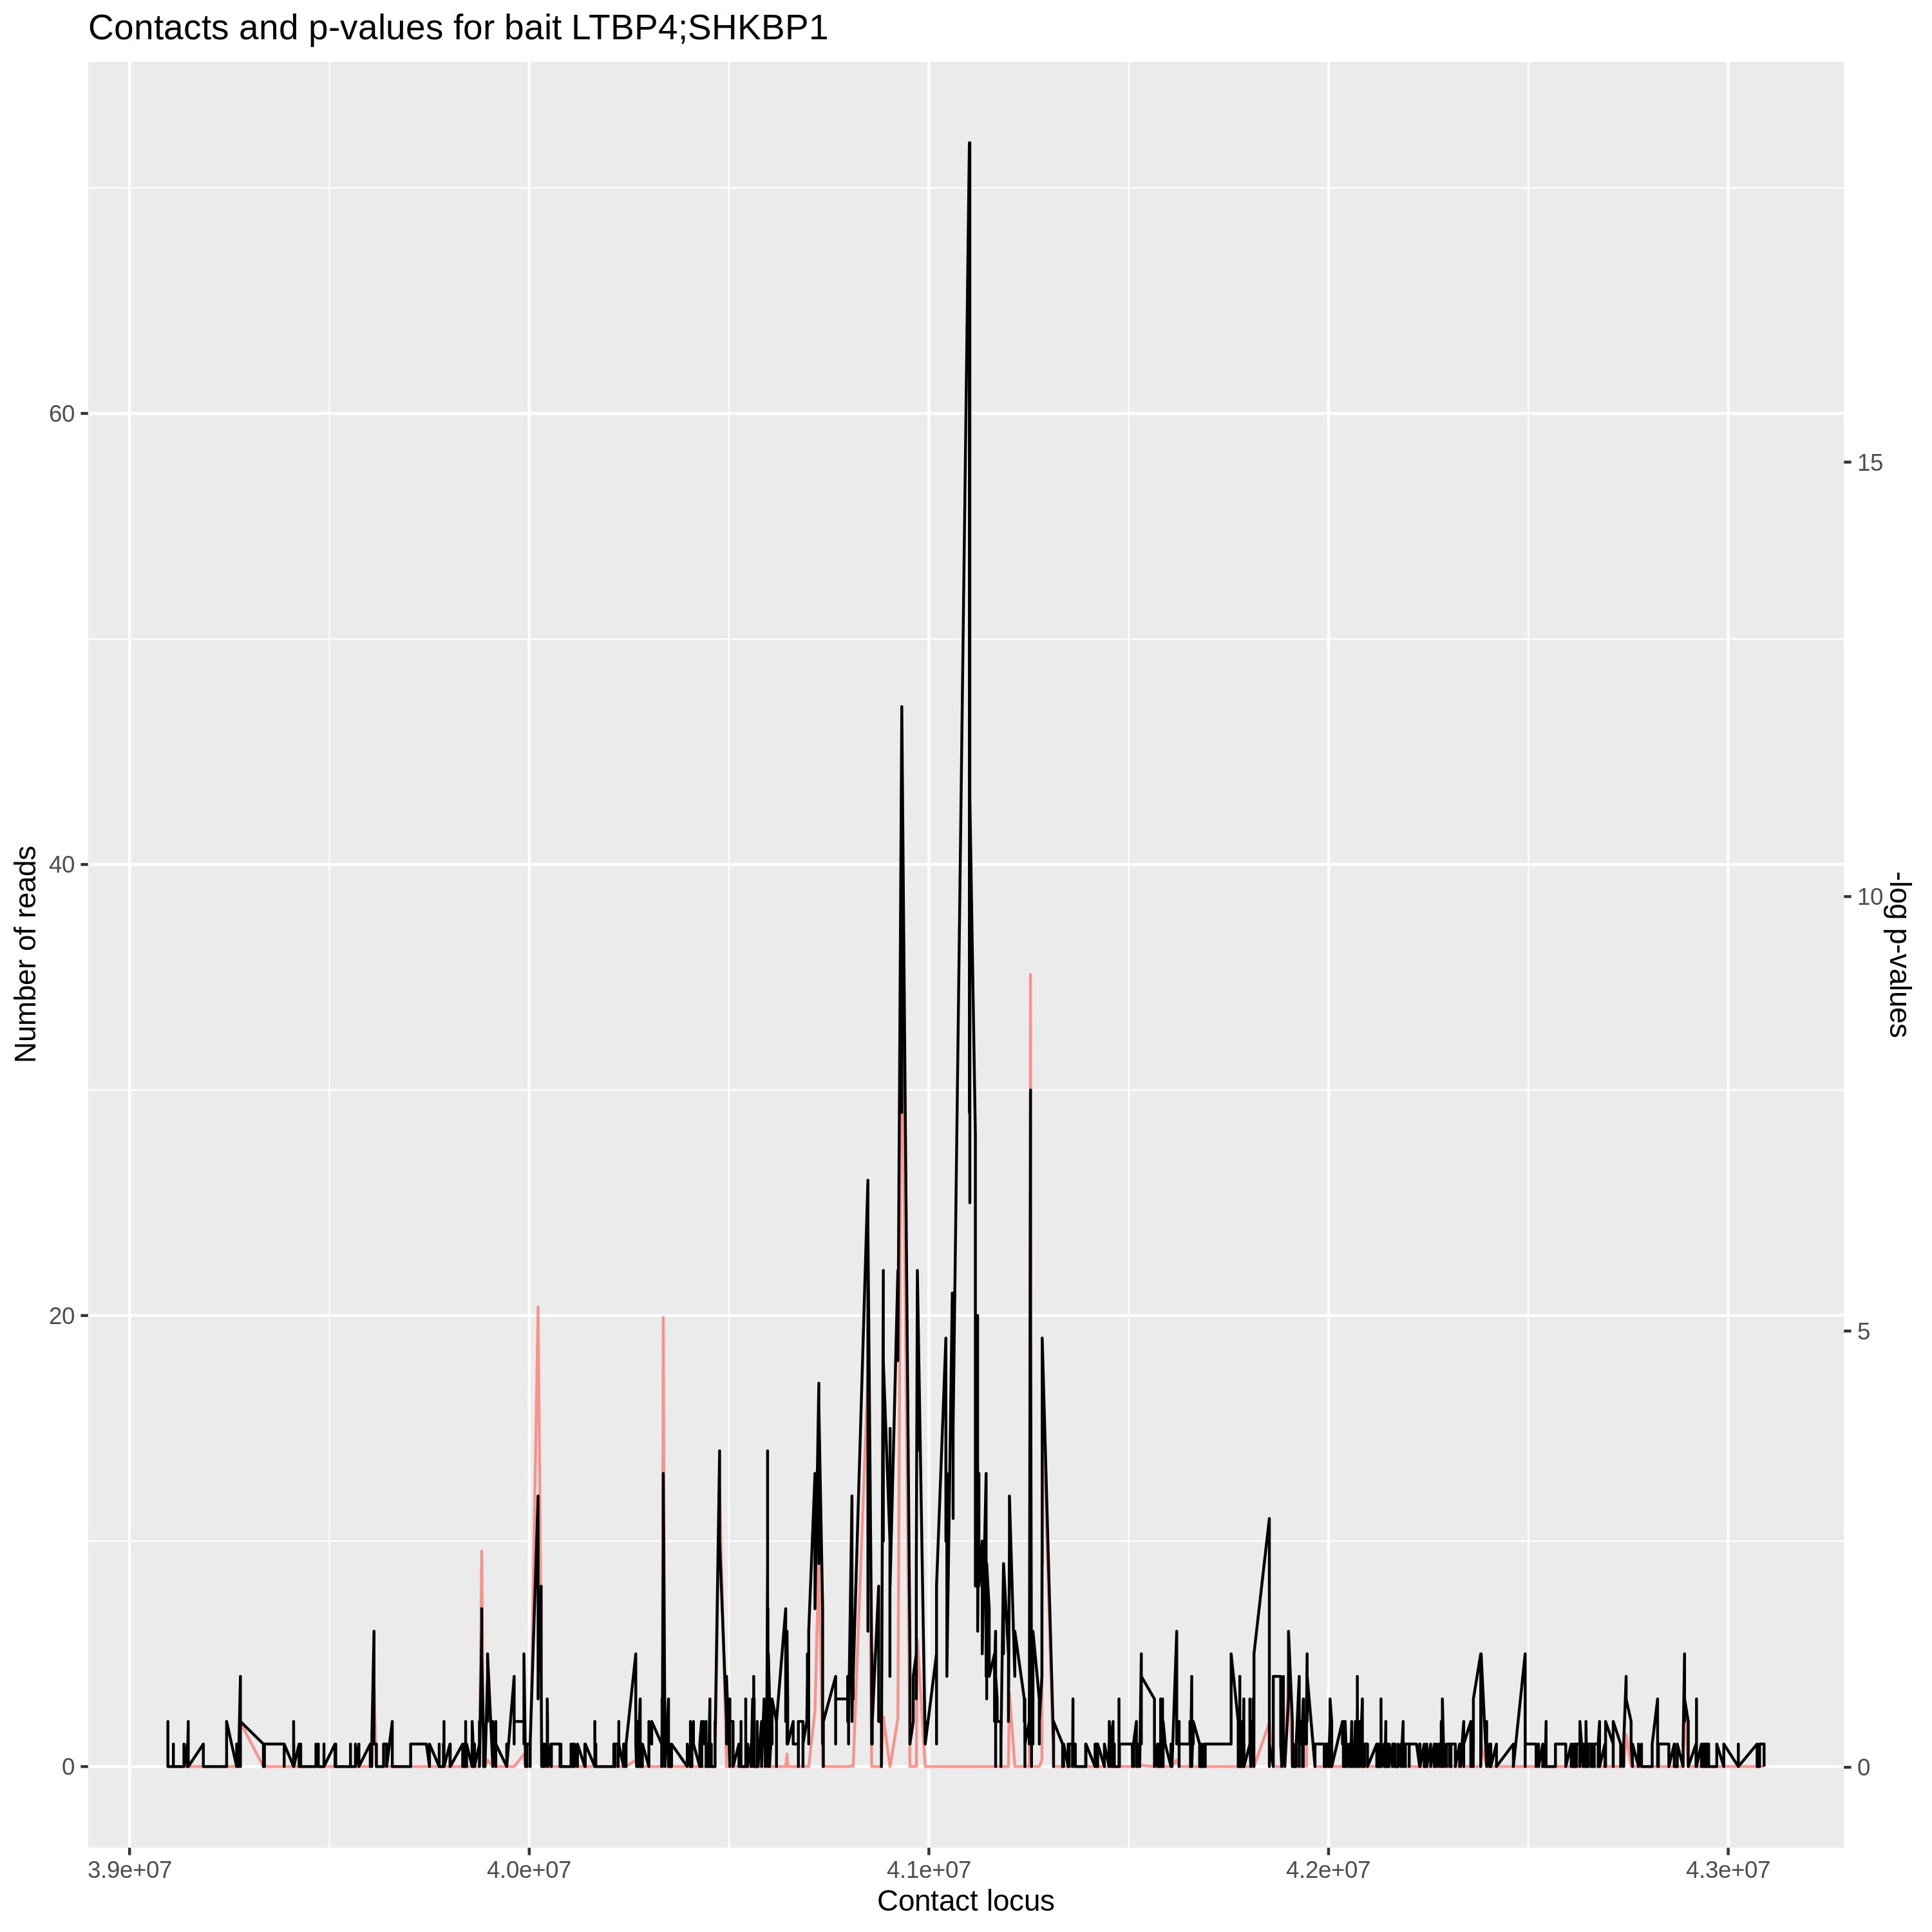 Contacts and p-values for bait LTBP4;SHKBP1
Number of reads
60
40
20
0
15
10
5
0
-log p-values
3.9e+07 4.0e+07 4.1e+07 4.2e+07 4.3e+07
Contact locus